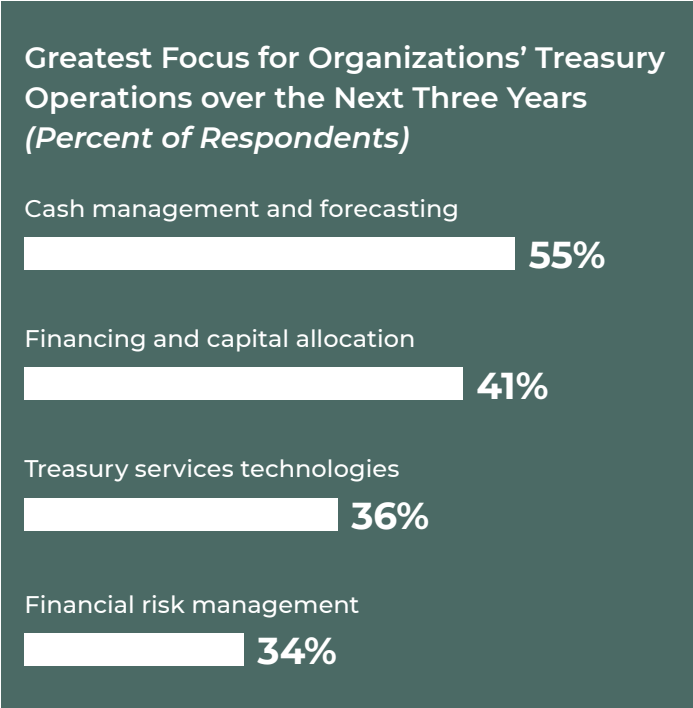 Greatest Focus for Organizations’ Treasury
Operations over the Next Three Years
(Percent of Respondents)
Cash management and forecasting
55%
Financing and capital allocation
41%
Treasury services technologies
36%
Financial risk management
34%